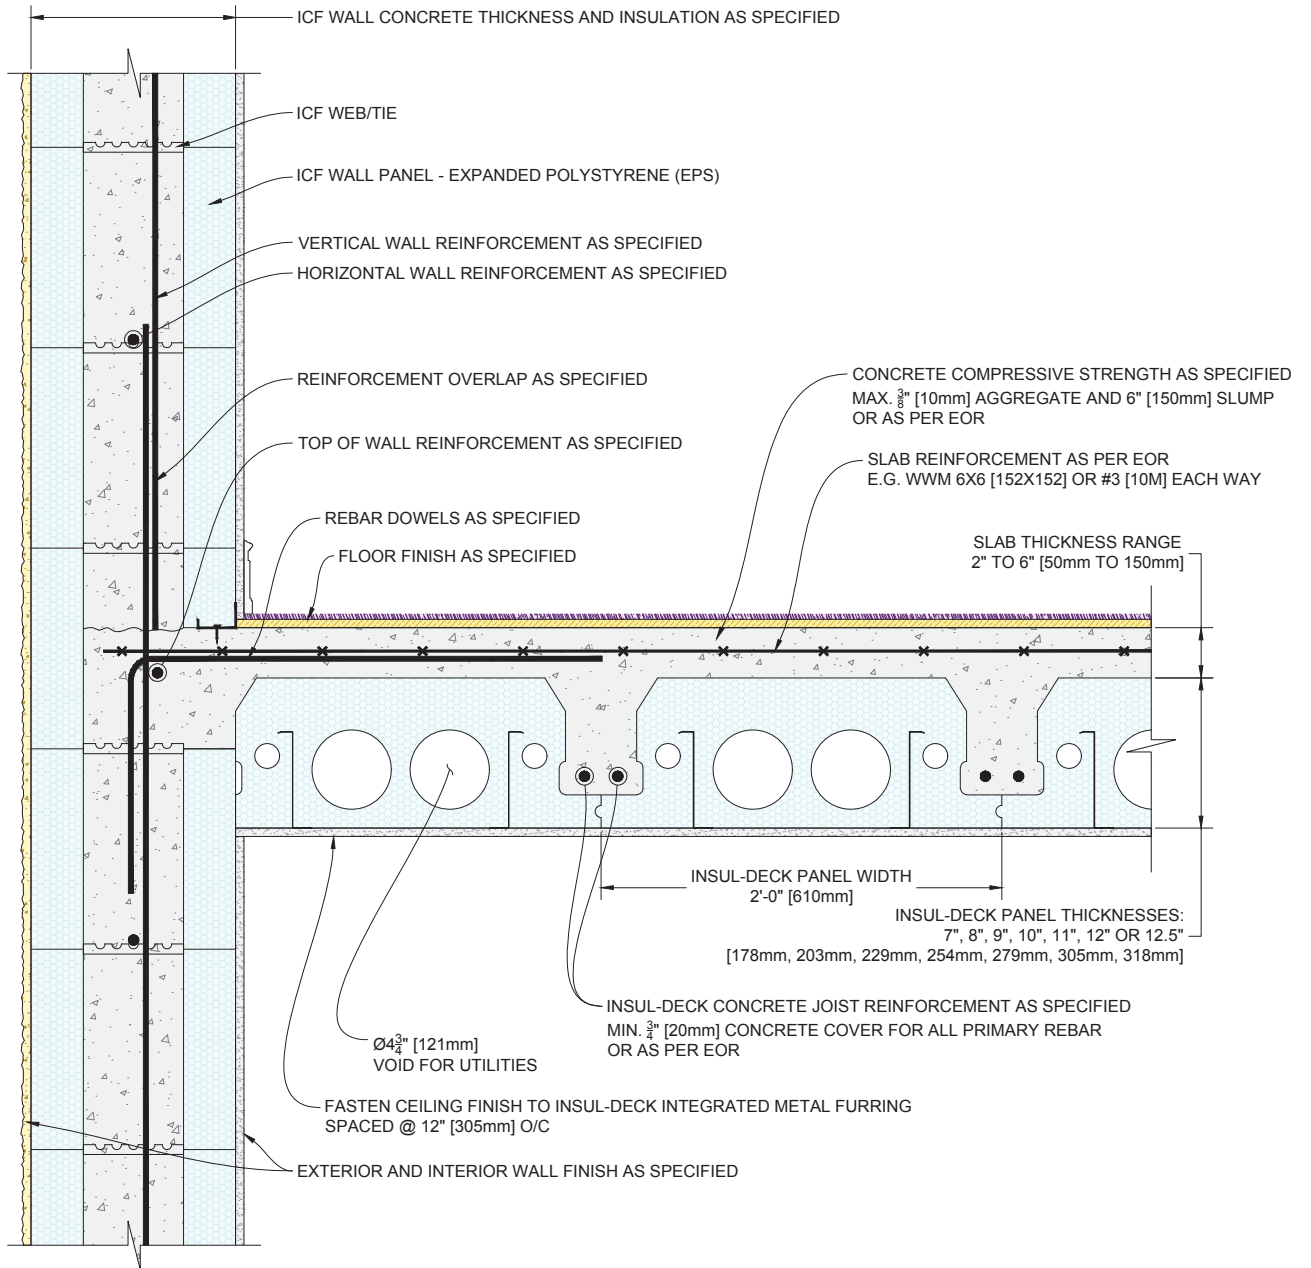 ICF WALL CONCRETE THICKNESS AND INSULATION AS SPECIFIED
ICF WEB/TIE
ICF WALL PANEL - EXPANDED POLYSTYRENE (EPS)
VERTICAL WALL REINFORCEMENT AS SPECIFIED
HORIZONTAL WALL REINFORCEMENT AS SPECIFIED
REINFORCEMENT OVERLAP AS SPECIFIED
TOP OF WALL REINFORCEMENT AS SPECIFIED
REBAR DOWELS AS SPECIFIED
FLOOR FINISH AS SPECIFIED
CONCRETE COMPRESSIVE STRENGTH AS SPECIFIED
MAX. 3/8" [10mm] AGGREGATE AND 6" [150mm] SLUMP
OR AS PER EOR
SLAB REINFORCEMENT AS PER EOR
E.G. WWM 6X6 [152X152] OR #3 [10M] EACH WAY
SLAB THICKNESS RANGE
2" TO 6" [50mm TO 150mm]
INSUL-DECK PANEL WIDTH
2'-0" [610mm]
INSUL-DECK PANEL THICKNESSES:
7", 8", 9", 10", 11", 12" OR 12.5"
[178mm, 203mm, 229mm, 254mm, 279mm, 305mm, 318mm]
INSUL-DECK CONCRETE JOIST REINFORCEMENT AS SPECIFIED
MIN. 3/4" [20mm] CONCRETE COVER FOR ALL PRIMARY REBAR
OR AS PER EOR
Ø4 3/4" [121mm]
VOID FOR UTILITIES
FASTEN CEILING FINISH TO INSUL-DECK INTEGRATED METAL FURRING
SPACED @ 12" [305mm] O/C
EXTERIOR AND INTERIOR WALL FINISH AS SPECIFIED